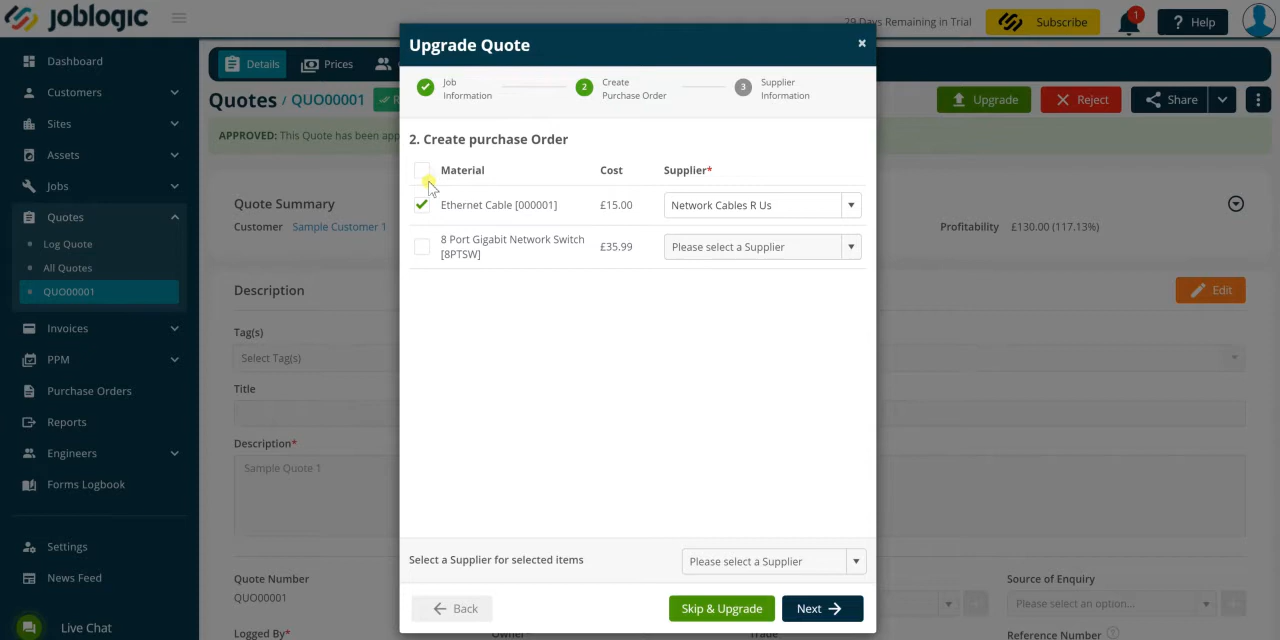 joblogic
29 Days Remaining in Trial
Subscribe
1
? Help
Dashboard
Customers
Sites
Assets
Jobs
Quotes
Log Quote
All Quotes
QUO00001
Invoices
PPM
Purchase Orders
Reports
Engineers
Forms Logbook
Settings
News Feed
Live Chat
Details
Prices
Quotes / QUO00001
Upgrade
Reject
Share
APPROVED: This Quote has been app
Quote Summary
Customer Sample Customer 1
Profitability £130.00 (117.13%)
Description
Edit
Tag(s)
Select Tag(s)
Title
Description*
Sample Quote 1
Quote Number
QUO00001
Source of Enquiry
Please select an option...
Logged By*
Owner
Trade
Reference Number
Upgrade Quote
×
Job
Information
2
Create
Purchase Order
3
Supplier
Information
2. Create purchase Order
Material Cost Supplier*
Ethernet Cable [000001] £15.00 Network Cables R Us
8 Port Gigabit Network Switch
[8PTSW] £35.99 Please select a Supplier
Select a Supplier for selected items Please select a Supplier
Back
Skip & Upgrade
Next